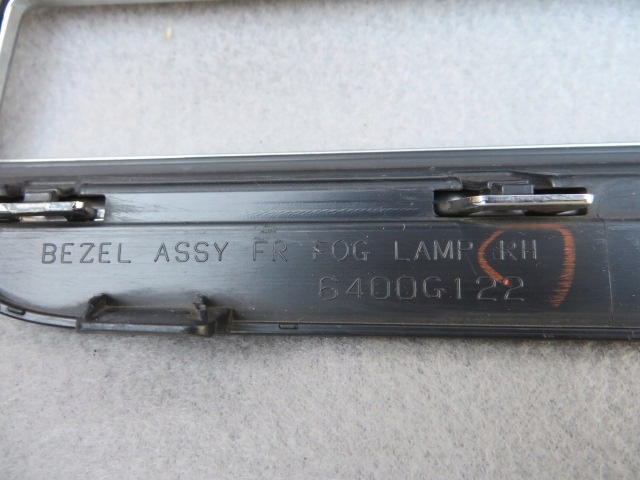 BEZEL ASSY FR FOG LAMP RH
6400G122